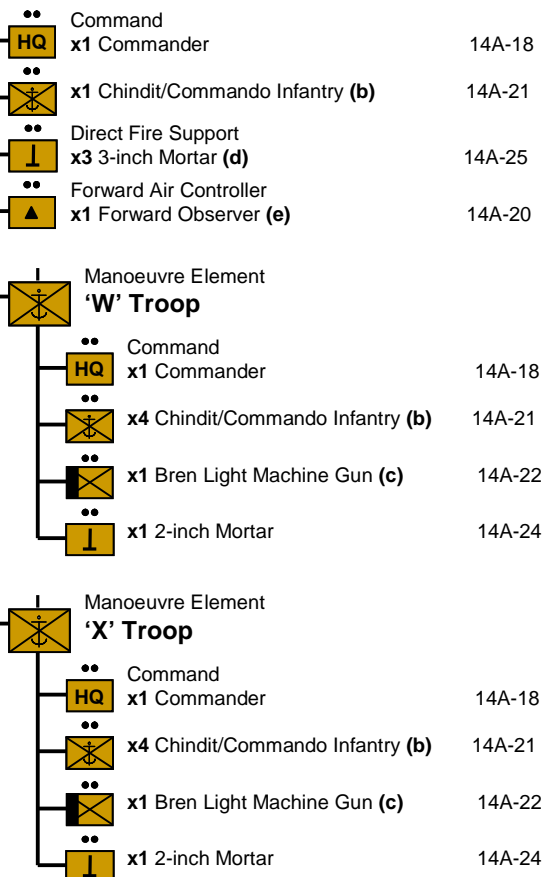 Command
HQ x1 Commander 14A-18
x1 Chindit/Commando Infantry (b) 14A-21
Direct Fire Support
x3 3-inch Mortar (d) 14A-25
Forward Air Controller
x1 Forward Observer (e) 14A-20
Manoeuvre Element
‘W’ Troop
Command
HQ x1 Commander 14A-18
x4 Chindit/Commando Infantry (b) 14A-21
x1 Bren Light Machine Gun (c) 14A-22
x1 2-inch Mortar 14A-24
Manoeuvre Element
‘X’ Troop
Command
HQ x1 Commander 14A-18
x4 Chindit/Commando Infantry (b) 14A-21
x1 Bren Light Machine Gun (c) 14A-22
x1 2-inch Mortar 14A-24